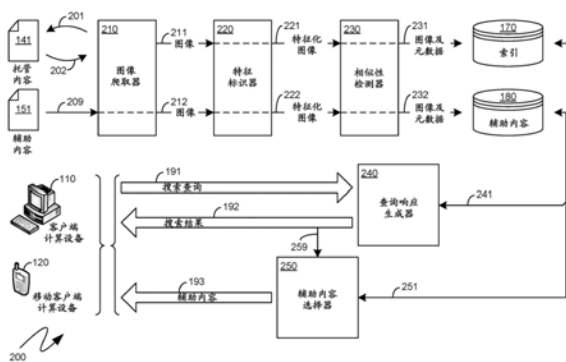 201
141
托管
内容
202
151
209
辅助
内容
210
图像
爬取器
211
图像
212
图像
220
特征
标识器
221
特征化
图像
222
特征化
图像
230
相似性
检测器
231
图像及
元数据
232
图像及
元数据
170
索引
180
辅助内容
110
客户端
计算设备
120
移动客户端
计算设备
191
搜索查询
192
搜索结果
259
193
辅助内容
240
查询响应
生成器
241
250
辅助内容
选择器
251
200